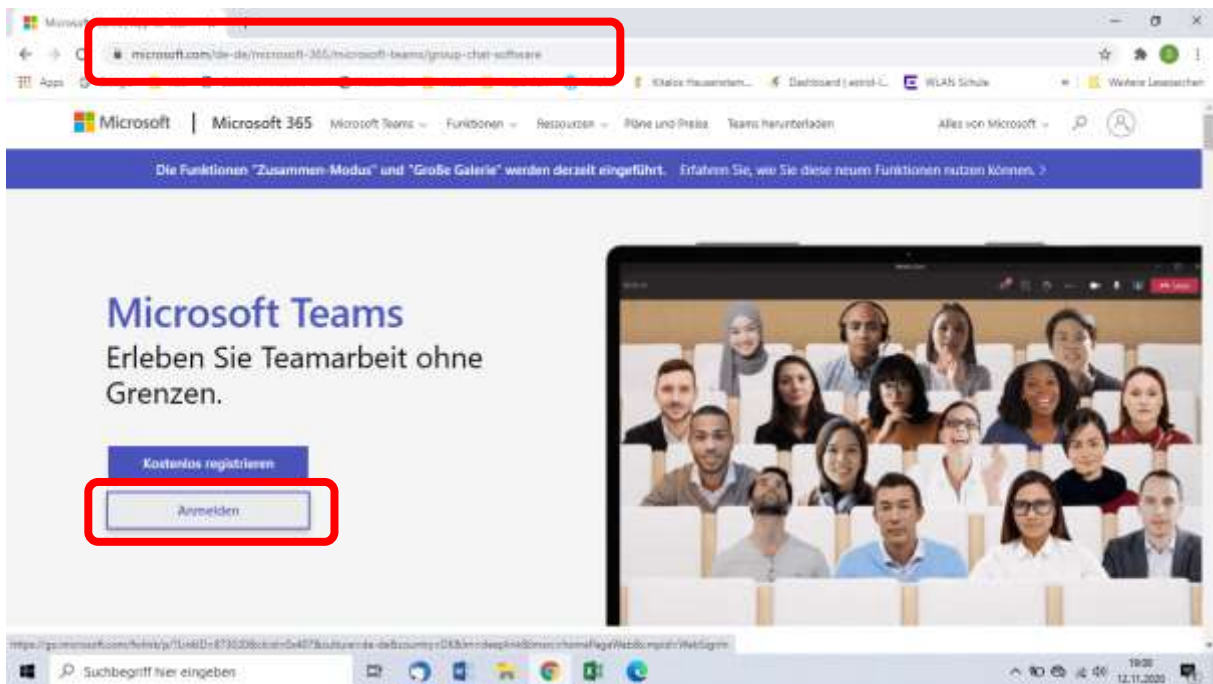 microsoft.com/de-de/microsoft-365/microsoft-teams/group-chat-software
Apps
WLAN Schule
Weitere Lesezeichen
Microsoft | Microsoft 365 Microsoft Teams Funktionen Ressourcen Pläne und Preise Teams herunterladen Alles von Microsoft
Die Funktionen "Zusammen-Modus" und "Große Galerie" werden derzeit eingeführt. Erfahren Sie, wie Sie diese neuen Funktionen nutzen können. >
Microsoft Teams
Erleben Sie Teamarbeit ohne
Grenzen.
Kostenlos registrieren
Anmelden
Suchbegriff hier eingeben
12.11.2020